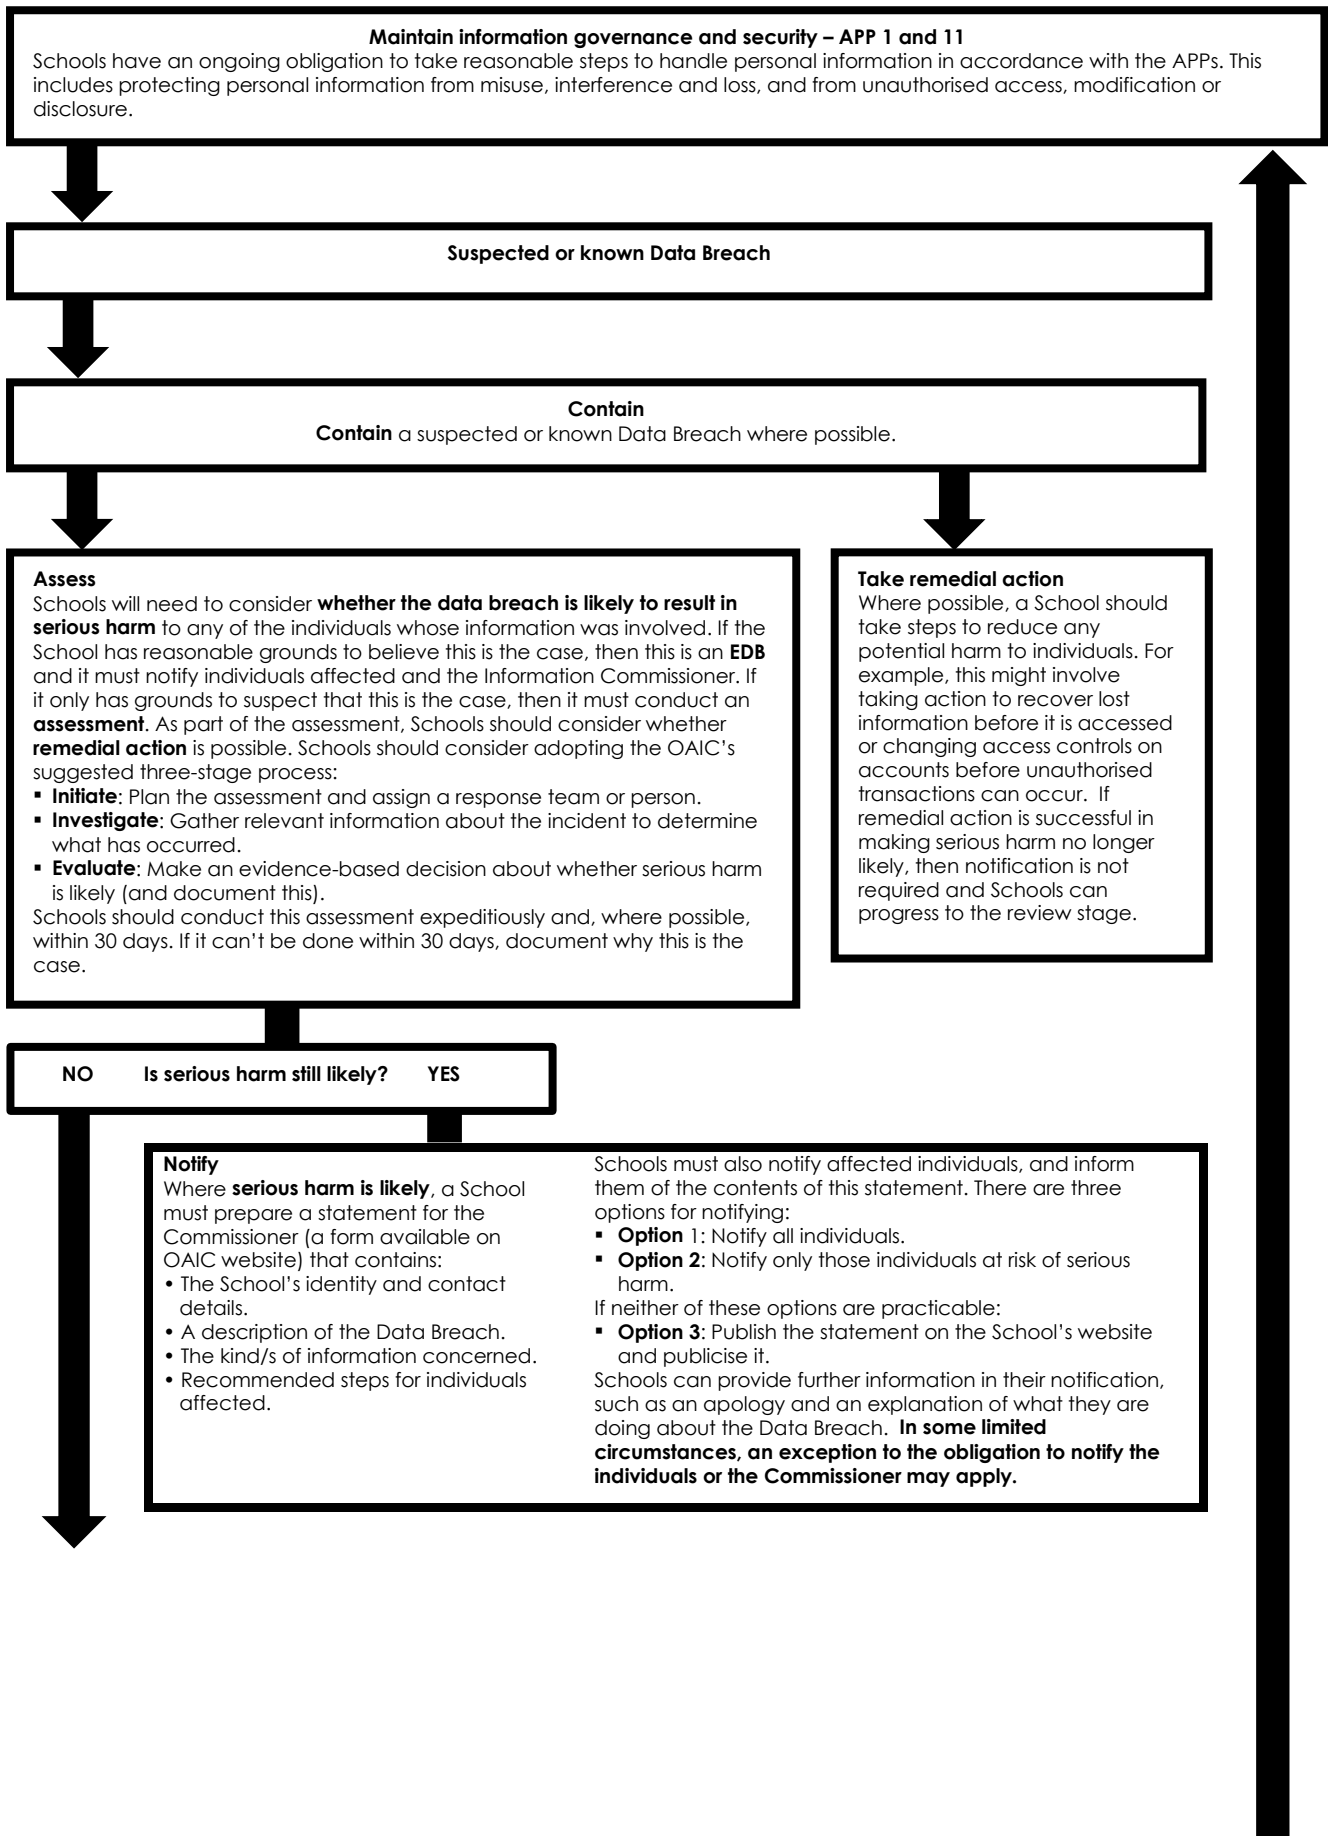 Maintain information governance and security – APP 1 and 11
Schools have an ongoing obligation to take reasonable steps to handle personal information in accordance with the APPs. This
includes protecting personal information from misuse, interference and loss, and from unauthorised access, modification or
disclosure.
Suspected or known Data Breach
Contain
Contain a suspected or known Data Breach where possible.
Assess
Schools will need to consider whether the data breach is likely to result in
serious harm to any of the individuals whose information was involved. If the
School has reasonable grounds to believe this is the case, then this is an EDB
and it must notify individuals affected and the Information Commissioner. If
it only has grounds to suspect that this is the case, then it must conduct an
assessment. As part of the assessment, Schools should consider whether
remedial action is possible. Schools should consider adopting the OAIC's
suggested three-stage process:
▪ Initiate: Plan the assessment and assign a response team or person.
▪ Investigate: Gather relevant information about the incident to determine
what has occurred.
▪ Evaluate: Make an evidence-based decision about whether serious harm
is likely (and document this).
Schools should conduct this assessment expeditiously and, where possible,
within 30 days. If it can't be done within 30 days, document why this is the
case.
Take remedial action
Where possible, a School should
take steps to reduce any
potential harm to individuals. For
example, this might involve
taking action to recover lost
information before it is accessed
or changing access controls on
accounts before unauthorised
transactions can occur. If
remedial action is successful in
making serious harm no longer
likely, then notification is not
required and Schools can
progress to the review stage.
NO Is serious harm still likely? YES
Notify
Where serious harm is likely, a School
must prepare a statement for the
Commissioner (a form available on
OAIC website) that contains:
• The School's identity and contact
details.
• A description of the Data Breach.
• The kind/s of information concerned.
• Recommended steps for individuals
affected.
Schools must also notify affected individuals, and inform
them of the contents of this statement. There are three
options for notifying:
▪ Option 1: Notify all individuals.
▪ Option 2: Notify only those individuals at risk of serious
harm.
If neither of these options are practicable:
▪ Option 3: Publish the statement on the School's website
and publicise it.
Schools can provide further information in their notification,
such as an apology and an explanation of what they are
doing about the Data Breach. In some limited
circumstances, an exception to the obligation to notify the
individuals or the Commissioner may apply.